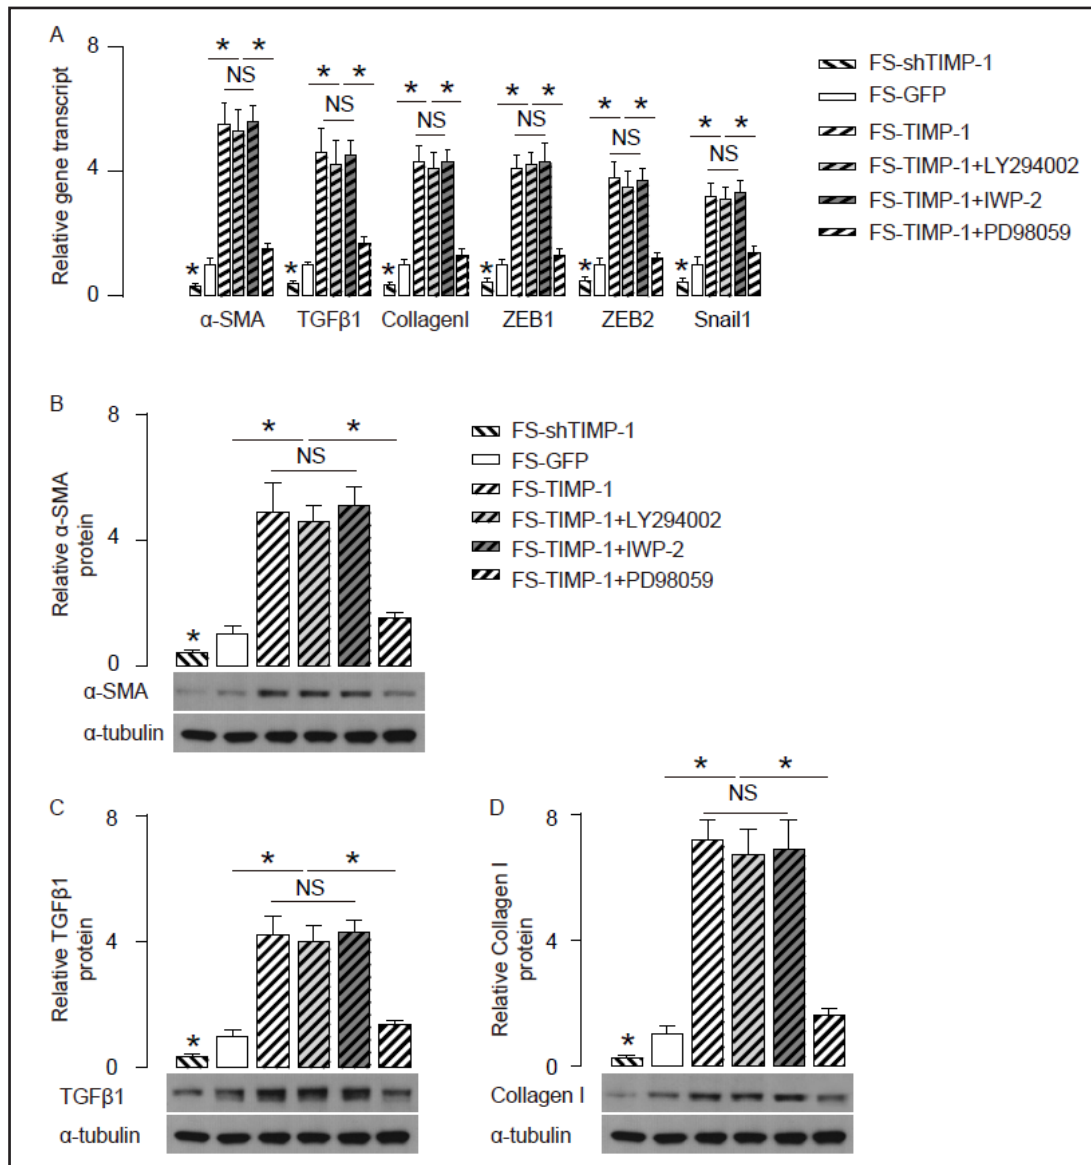 A
8
4
0
Relative gene transcript
* *
NS
* *
NS
* *
NS
* *
NS
* *
NS
* *
NS
* * * * * *
α-SMA TGFβ1 CollagenI ZEB1 ZEB2 Snail1
FS-shTIMP-1
FS-GFP
FS-TIMP-1
FS-TIMP-1+LY294002
FS-TIMP-1+IWP-2
FS-TIMP-1+PD98059
B
8
4
0
Relative α-SMA
protein
* *
NS
*
FS-shTIMP-1
FS-GFP
FS-TIMP-1
FS-TIMP-1+LY294002
FS-TIMP-1+IWP-2
FS-TIMP-1+PD98059
α-SMA
α-tubulin
C
8
4
0
Relative TGFβ1
protein
* *
NS
*
TGFβ1
α-tubulin
D
8
4
0
Relative Collagen I
protein
* *
NS
*
Collagen I
α-tubulin